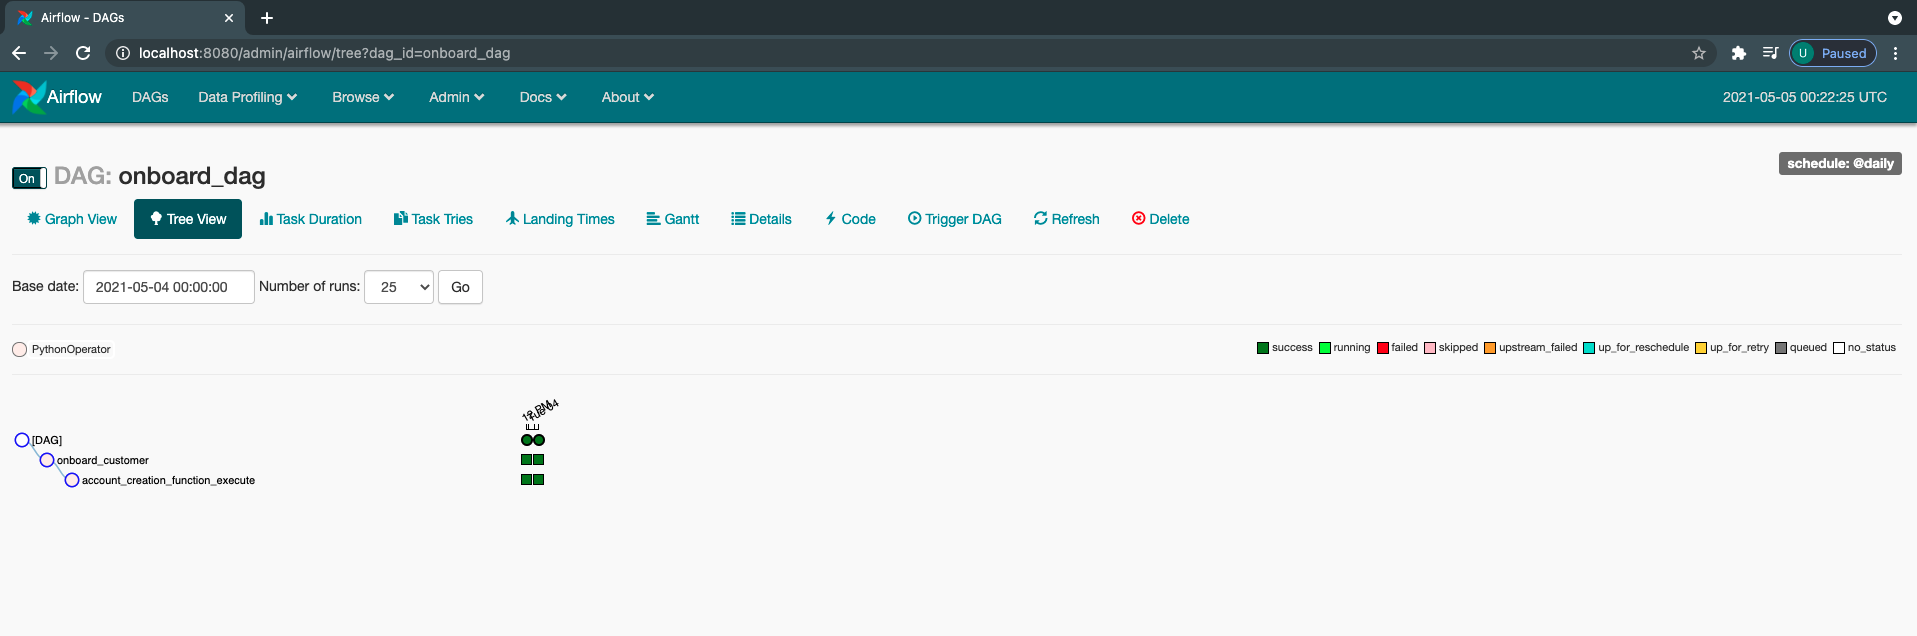 Airflow - DAGs
localhost:8080/admin/airflow/tree?dag_id=onboard_dag
U Paused
Airflow DAGs Data Profiling Browse Admin Docs About 2021-05-05 00:22:25 UTC
schedule: @daily
On DAG: onboard_dag
Graph View Tree View Task Duration Task Tries Landing Times Gantt Details Code Trigger DAG Refresh Delete
Base date: 2021-05-04 00:00:00 Number of runs: 25 Go
PythonOperator success running failed skipped upstream_failed up_for_reschedule up_for_retry queued no_status
12 PM
[DAG]
onboard_customer
account_creation_function_execute